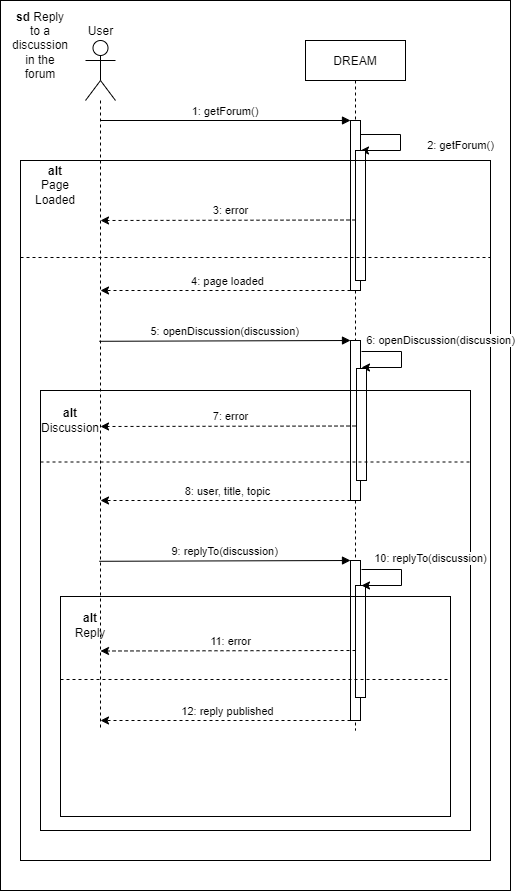 sd Reply
to a
discussion
in the
forum
User
DREAM
1: getForum()
2: getForum()
alt
Page
Loaded
3: error
4: page loaded
5: openDiscussion(discussion)
6: openDiscussion(discussion)
alt
Discussion
7: error
8: user, title, topic
9: replyTo(discussion)
10: replyTo(discussion)
alt
Reply
11: error
12: reply published